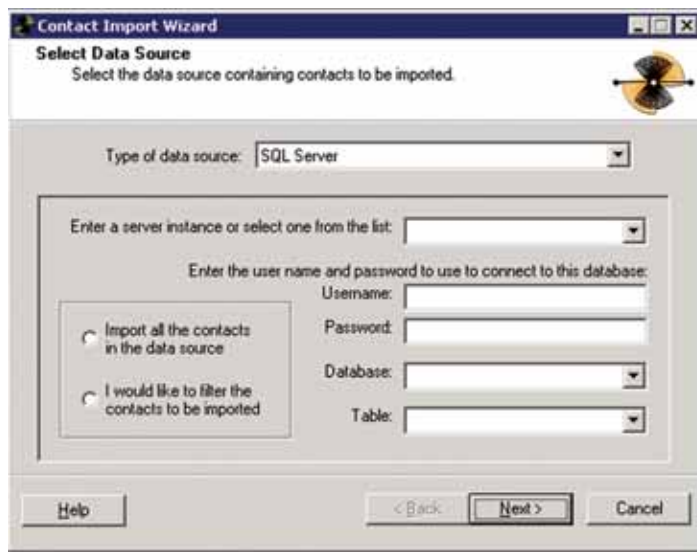 Contact Import Wizard
Select Data Source
Select the data source containing contacts to be imported.
Type of data source: SQL Server
Enter a server instance or select one from the list:
Enter the user name and password to use to connect to this database:
Username:
Import all the contacts
in the data source
Password:
Database:
I would like to filter the
contacts to be imported
Table:
Help
< Back
Next >
Cancel